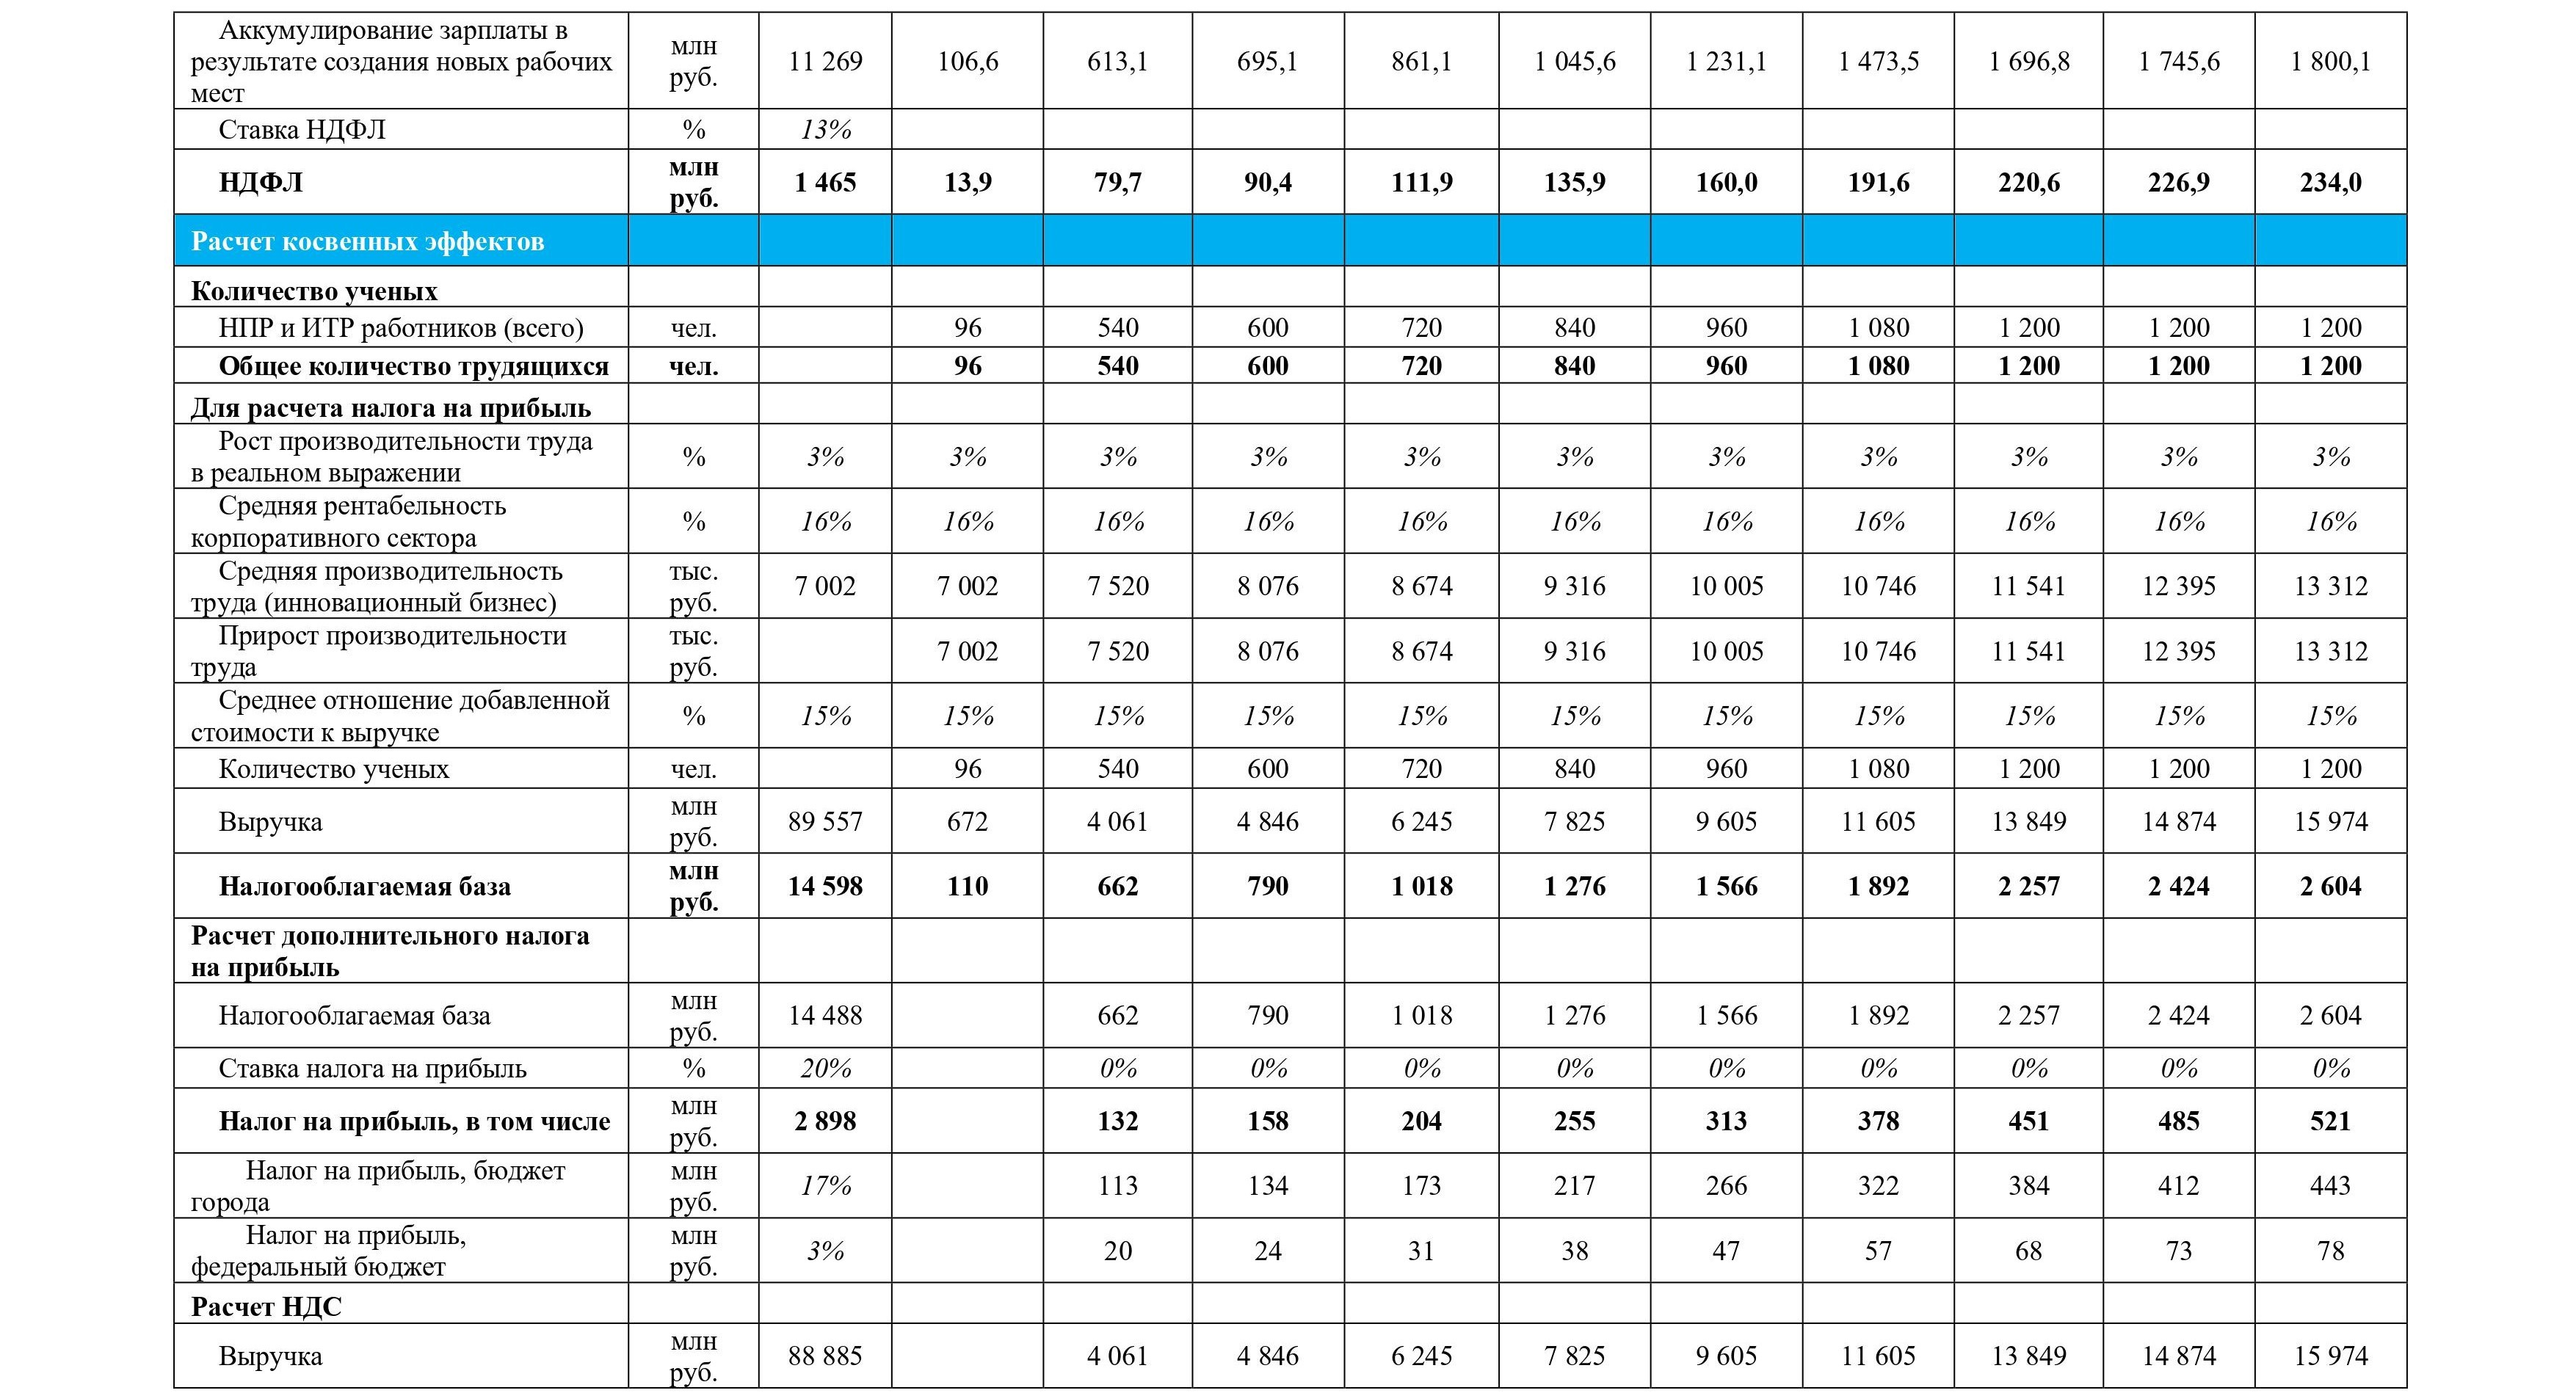 Аккумулирование зарплаты в результате создания новых рабочих мест млн руб. 11 269 106,6 613,1 695,1 861,1 1 045,6 1 231,1 1 473,5 1 696,8 1 745,6 1 800,1
Ставка НДФЛ % 13%
НДФЛ млн руб. 1 465 13,9 79,7 90,4 111,9 135,9 160,0 191,6 220,6 226,9 234,0
Расчет косвенных эффектов
Количество ученых
НПР и ИТР работников (всего) чел. 96 540 600 720 840 960 1 080 1 200 1 200 1 200
Общее количество трудящихся чел. 96 540 600 720 840 960 1 080 1 200 1 200 1 200
Для расчета налога на прибыль
Рост производительности труда в реальном выражении % 3% 3% 3% 3% 3% 3% 3% 3% 3% 3% 3%
Средняя рентабельность корпоративного сектора % 16% 16% 16% 16% 16% 16% 16% 16% 16% 16% 16%
Средняя производительность труда (инновационный бизнес) тыс. руб. 7 002 7 002 7 520 8 076 8 674 9 316 10 005 10 746 11 541 12 395 13 312
Прирост производительности труда тыс. руб. 7 002 7 520 8 076 8 674 9 316 10 005 10 746 11 541 12 395 13 312
Среднее отношение добавленной стоимости к выручке % 15% 15% 15% 15% 15% 15% 15% 15% 15% 15% 15%
Количество ученых чел. 96 540 600 720 840 960 1 080 1 200 1 200 1 200
Выручка млн руб. 89 557 672 4 061 4 846 6 245 7 825 9 605 11 605 13 849 14 874 15 974
Налогооблагаемая база млн руб. 14 598 110 662 790 1 018 1 276 1 566 1 892 2 257 2 424 2 604
Расчет дополнительного налога на прибыль
Налогооблагаемая база млн руб. 14 488 662 790 1 018 1 276 1 566 1 892 2 257 2 424 2 604
Ставка налога на прибыль % 20% 0% 0% 0% 0% 0% 0% 0% 0% 0%
Налог на прибыль, в том числе млн руб. 2 898 132 158 204 255 313 378 451 485 521
Налог на прибыль, бюджет города млн руб. 17% 113 134 173 217 266 322 384 412 443
Налог на прибыль, федеральный бюджет млн руб. 3% 20 24 31 38 47 57 68 73 78
Расчет НДС
Выручка млн руб. 88 885 4 061 4 846 6 245 7 825 9 605 11 605 13 849 14 874 15 974